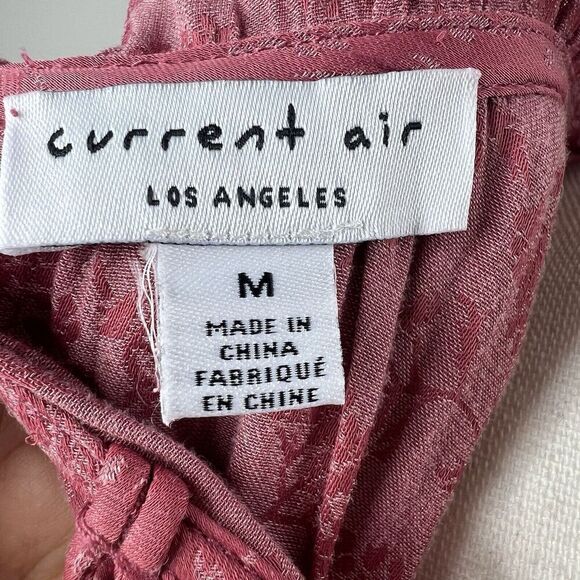 current air
LOS ANGELES
M
MADE IN
CHINA
FABRIQUÉ
EN CHINE